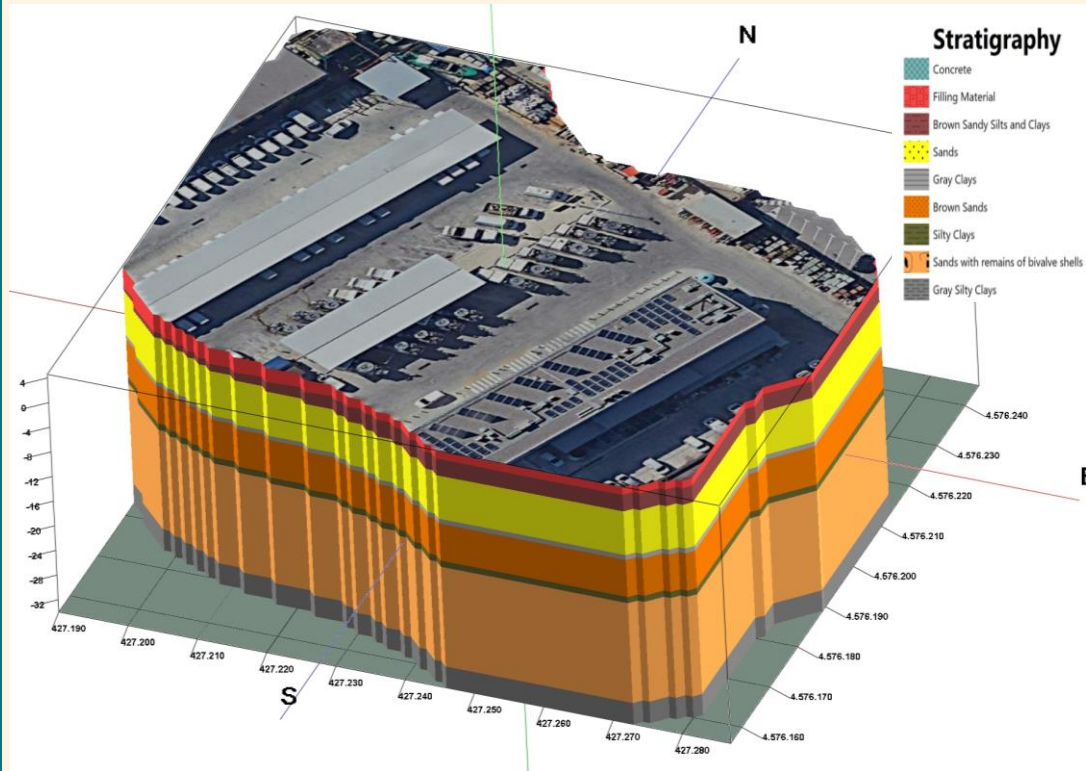 N
Stratigraphy
Concrete
Filling Material
Brown Sandy Silts and Clays
Sands
Gray Clays
Brown Sands
Silty Clays
Sands with remains of bivalve shells
Gray Silty Clays
E
S
4
0
-4
-8
-12
-16
-20
-24
-28
-32
427.190
427.200
427.210
427.220
427.230
427.240
427.250
427.260
427.270
427.280
4.576.240
4.576.230
4.576.220
4.576.210
4.576.200
4.576.190
4.576.180
4.576.170
4.576.160